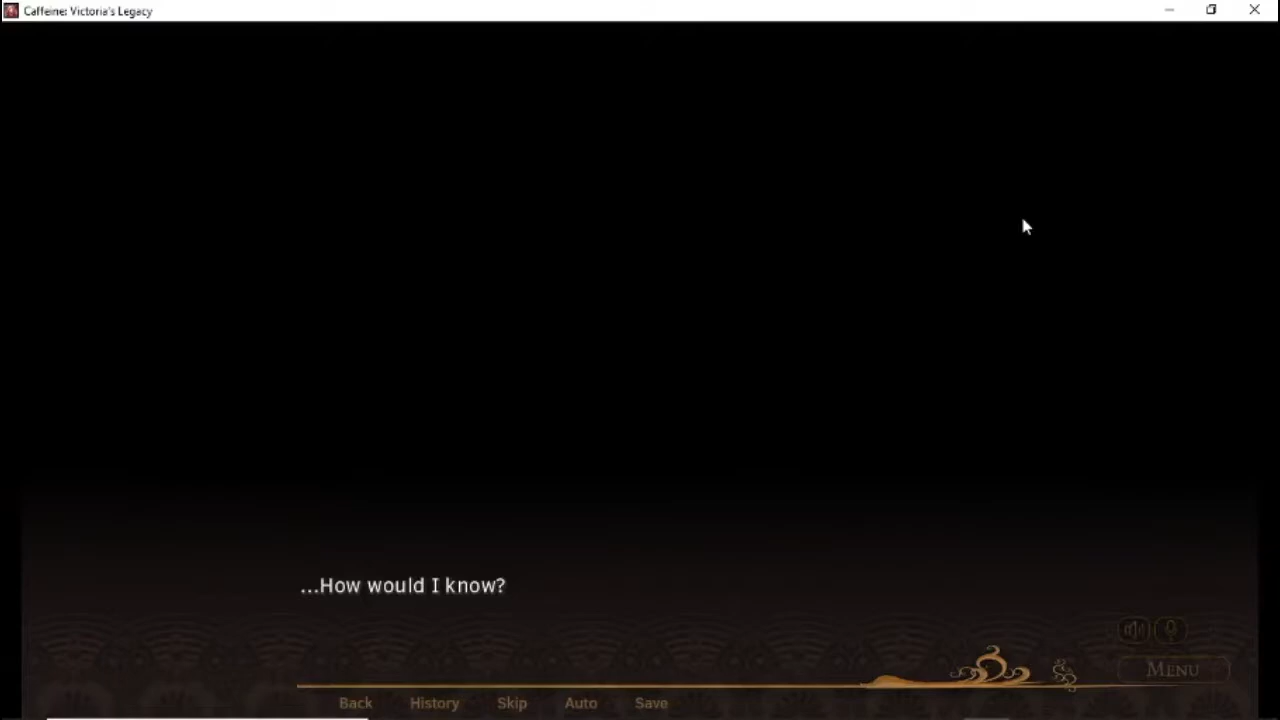 Caffeine: Victoria's Legacy
...How would I know?
MENU
Back History Skip Auto Save